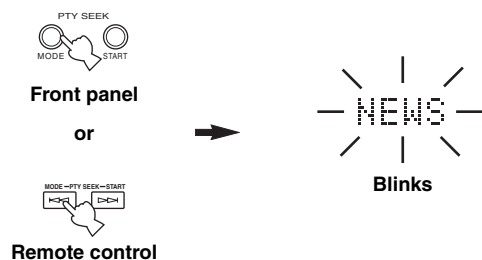 PTY SEEK
MODE START
Front panel
or
MODE–PTY SEEK–START
Remote control
NEWS
Blinks